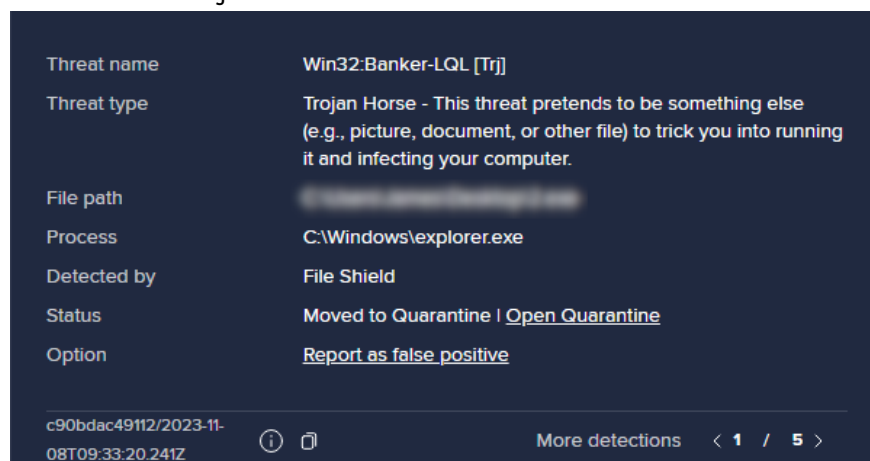 Threat name Win32:Banker-LQL [Trj]
Threat type Trojan Horse - This threat pretends to be something else
(e.g., picture, document, or other file) to trick you into running
it and infecting your computer.
File path
Process C:\Windows\explorer.exe
Detected by File Shield
Status Moved to Quarantine | Open Quarantine
Option Report as false positive
c90bdac49112/2023-11-
08T09:33:20.241Z
More detections < 1 / 5 >